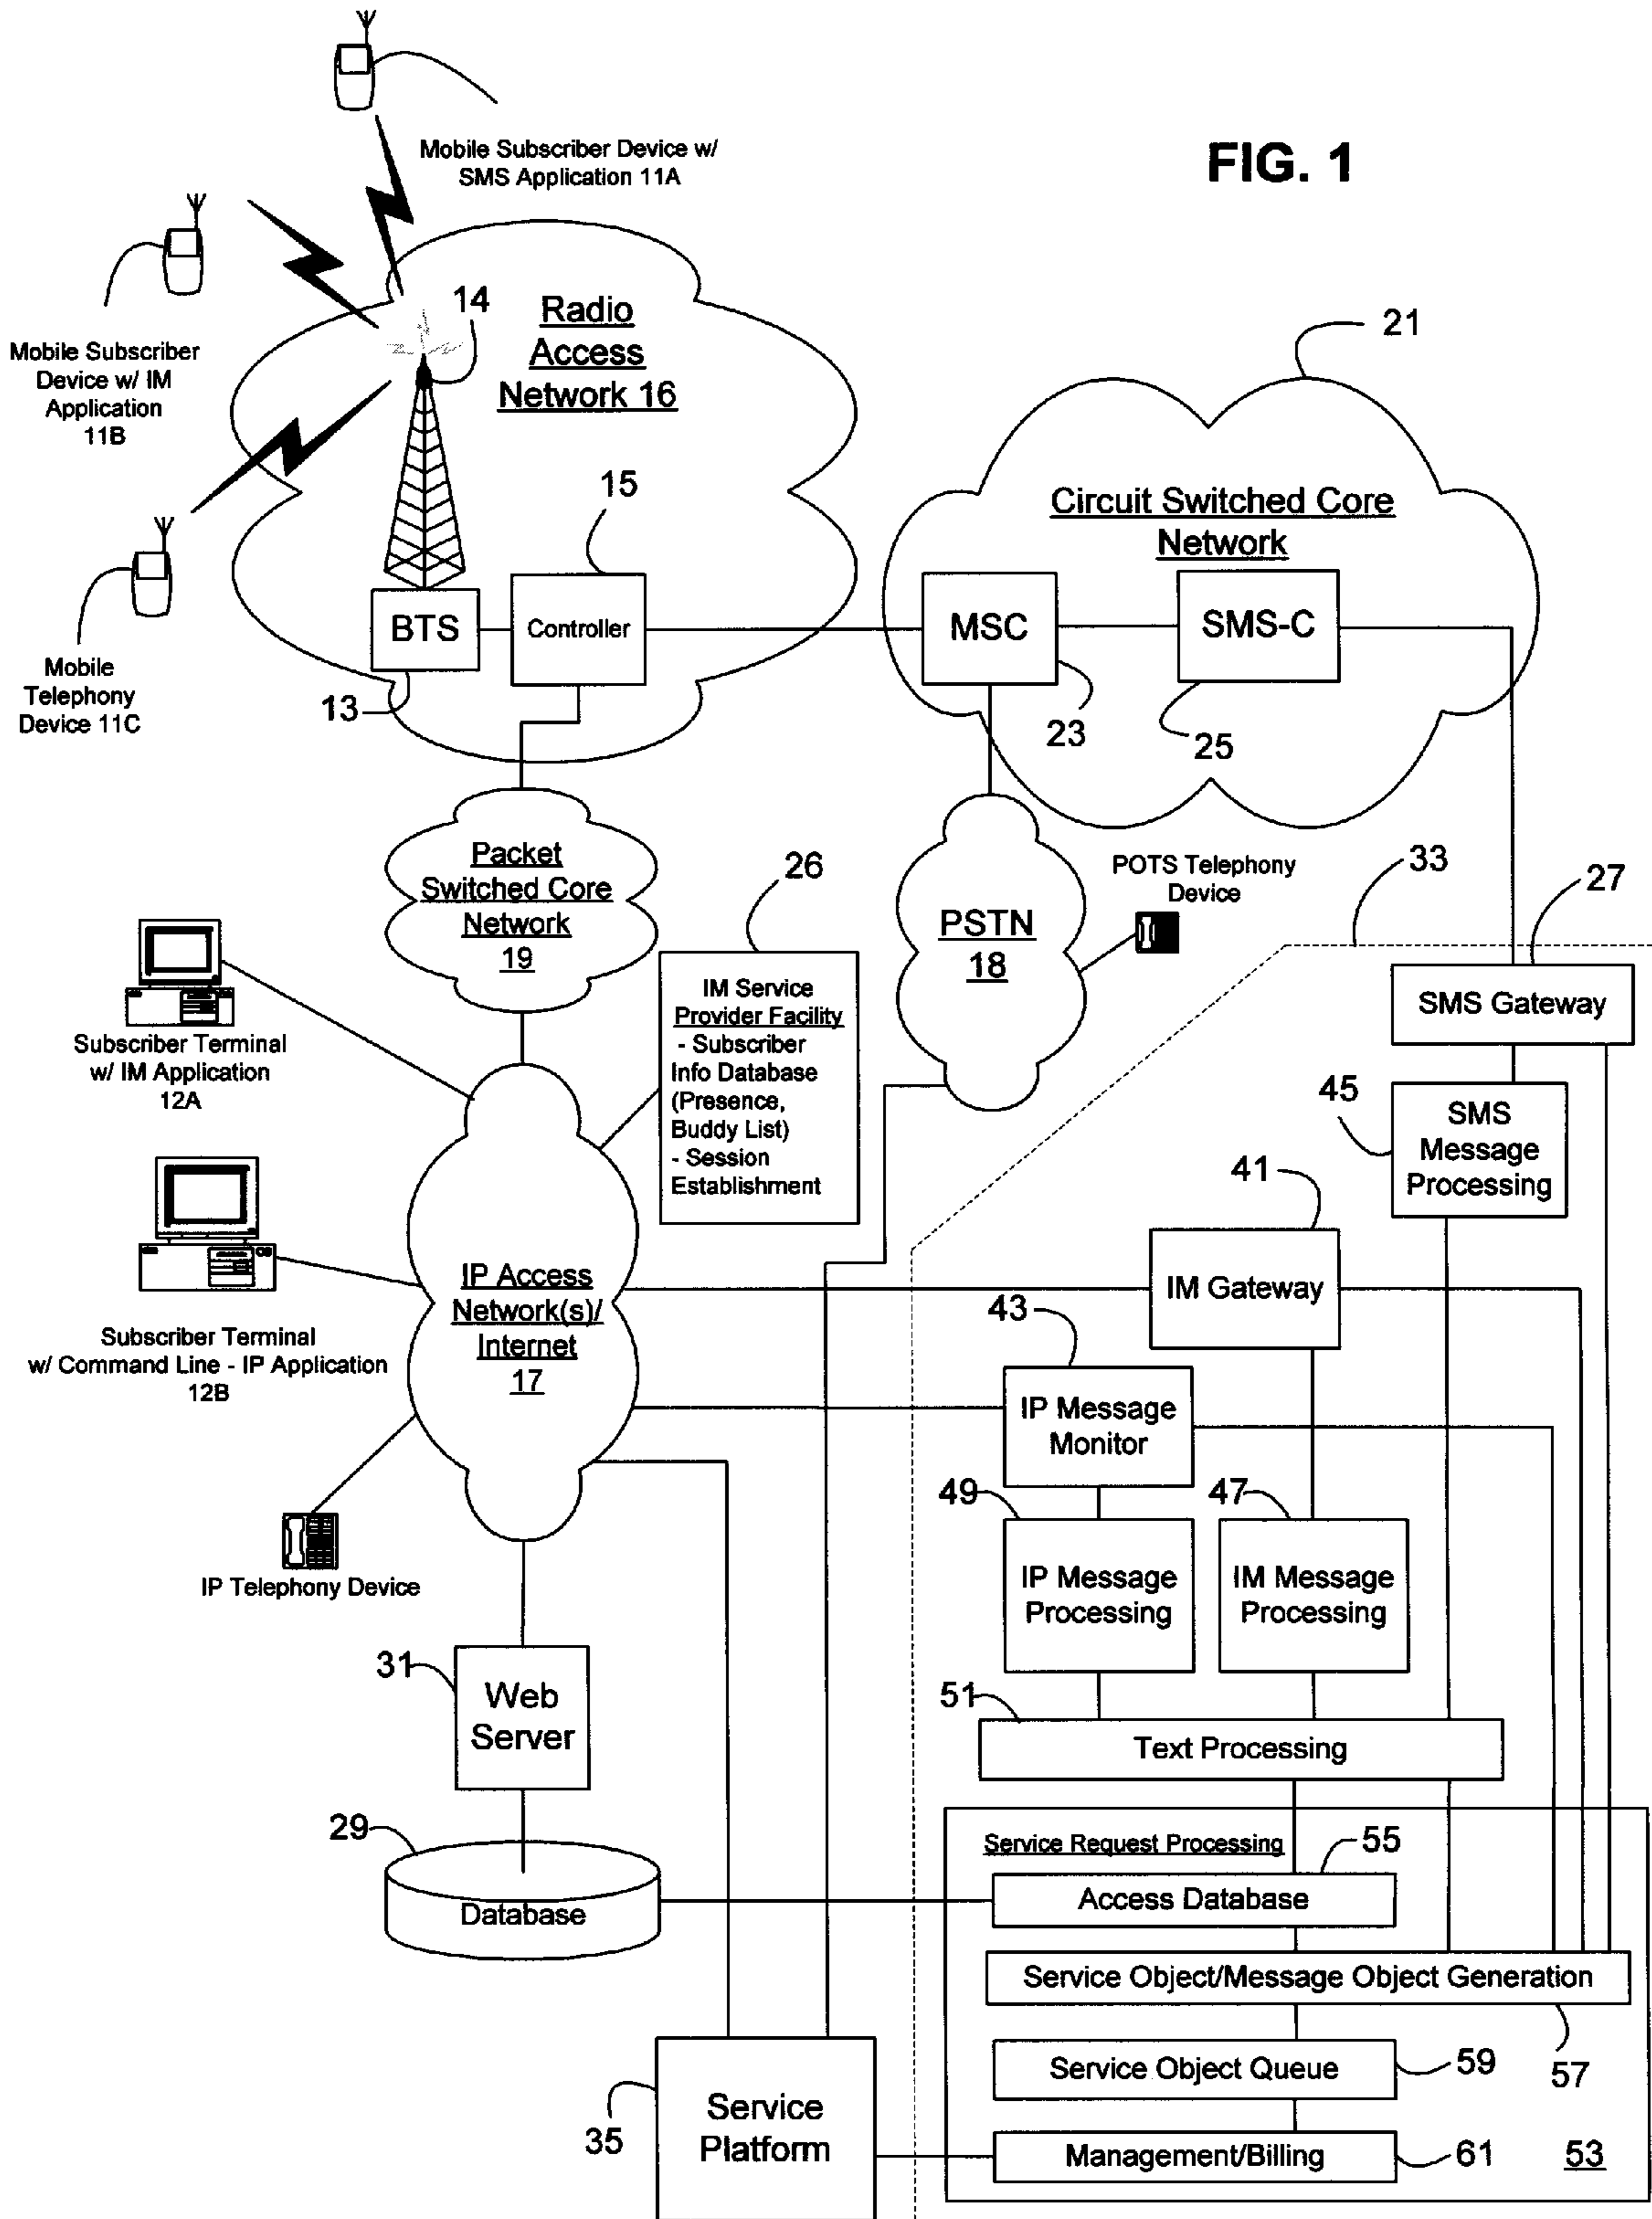 FIG. 1
Mobile Subscriber Device w/
SMS Application 11A
14
Radio
Access
Network 16
21
Mobile Subscriber
Device w/ IM
Application
11B
15
Circuit Switched Core
Network
BTS
Controller
MSC
SMS-C
Mobile
Telephony
Device 11C
13
23
25
Packet
Switched Core
Network
19
26
POTS Telephony
Device
33
27
PSTN
18
IM Service
Provider Facility
- Subscriber
Info Database
(Presence,
Buddy List)
- Session
Establishment
SMS Gateway
Subscriber Terminal
w/ IM Application
12A
45
SMS
Message
Processing
41
IM Gateway
IP Access
Network(s)/
Internet
17
43
Subscriber Terminal
w/ Command Line - IP Application
12B
IP Message
Monitor
49
47
IP Telephony Device
IP Message
Processing
IM Message
Processing
31
Web
Server
51
Text Processing
29
Database
Service Request Processing
55
Access Database
Service Object/Message Object Generation
Service Object Queue
59
57
35
Service
Platform
Management/Billing
61
53